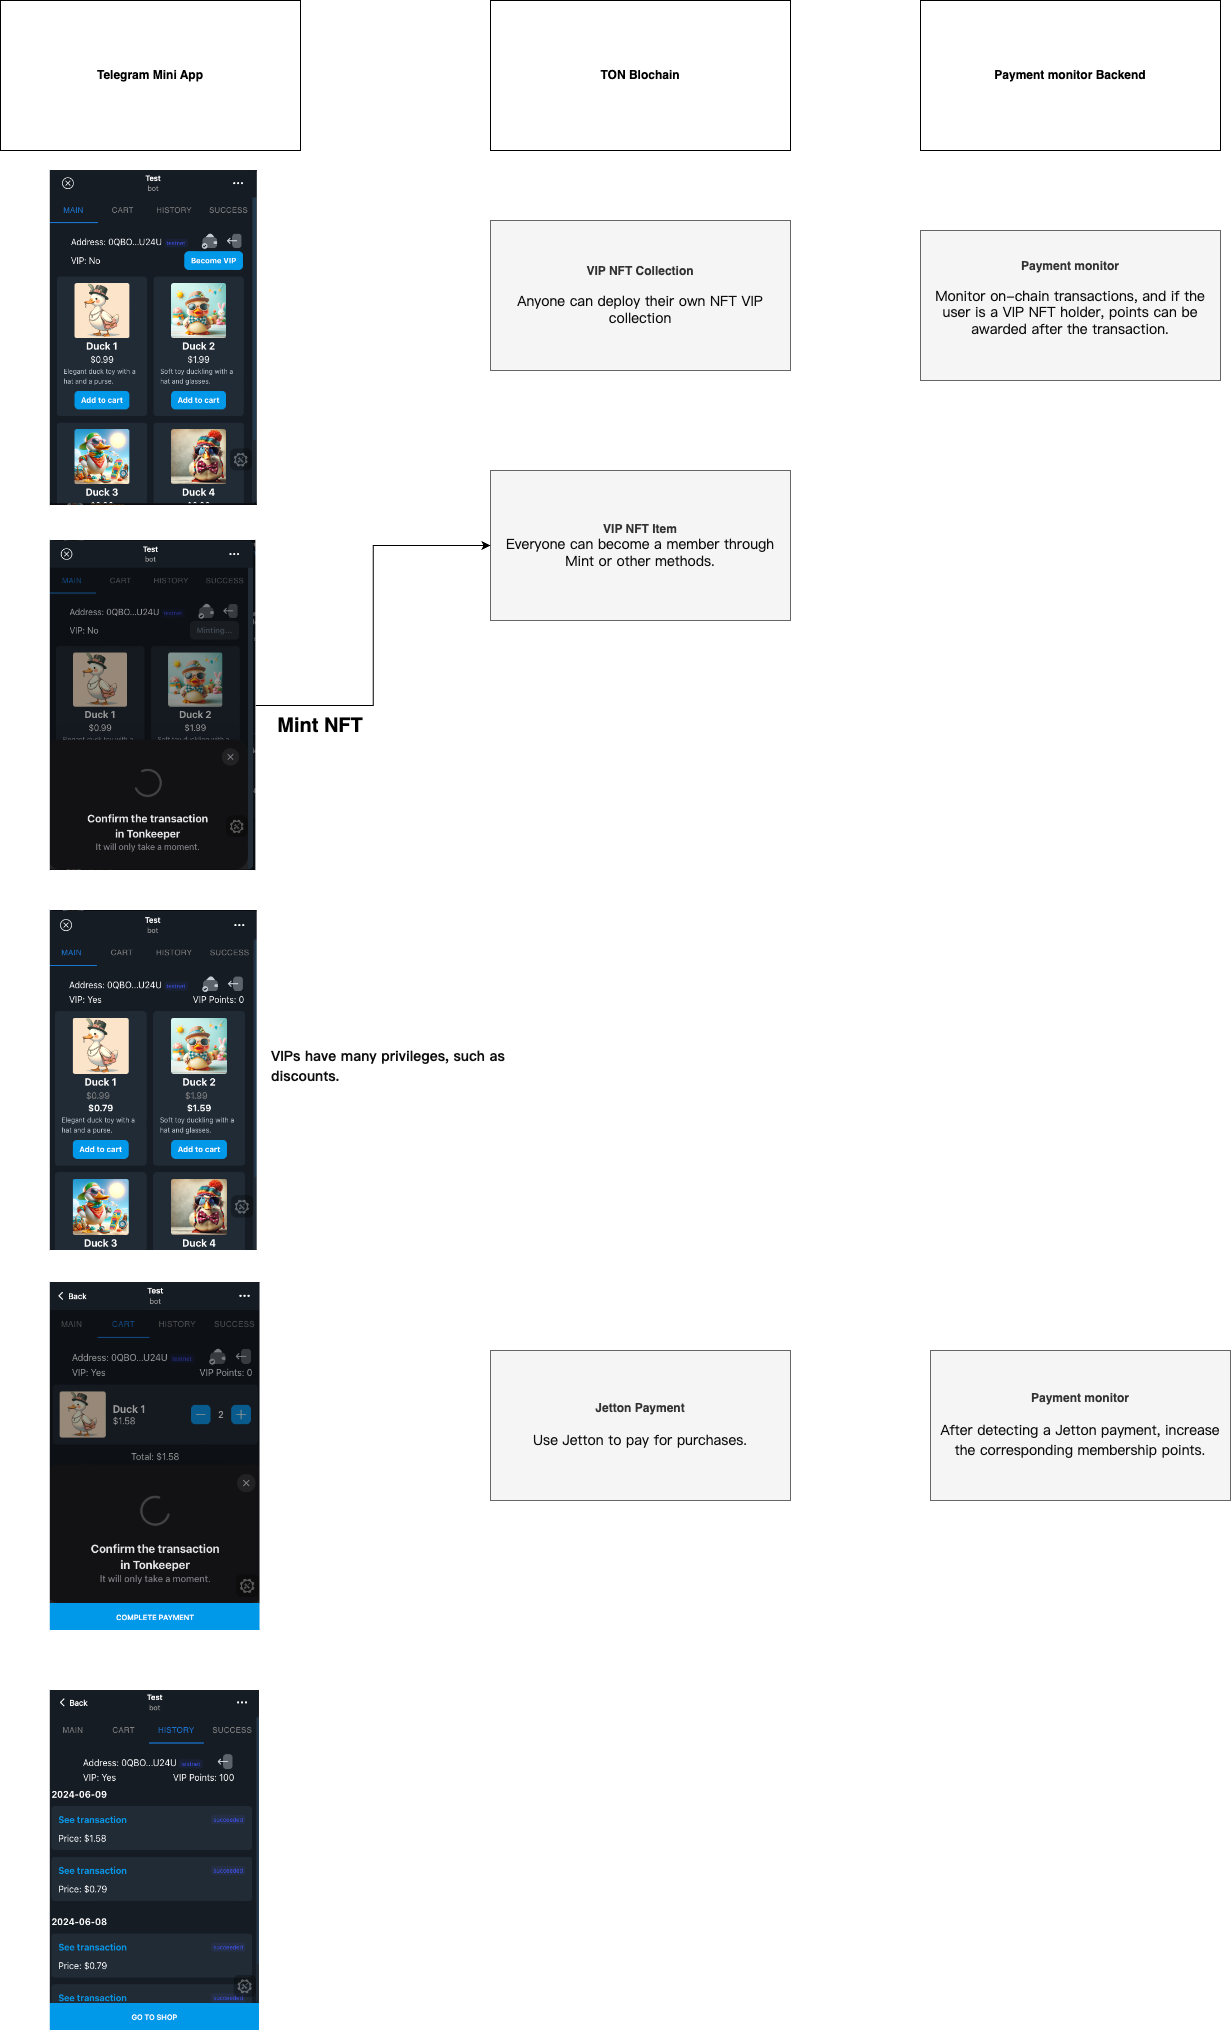 Telegram Mini App
TON Blochain
Payment monitor Backend
Test
bot
MAIN CART HISTORY SUCCESS
Address: 0QBO...U24U testnet
VIP: No
Become VIP
Duck 1
$0.99
Elegant duck toy with a
hat and a purse.
Add to cart
Duck 2
$1.99
Soft toy duckling with a
hat and glasses.
Add to cart
Duck 3
Duck 4
VIP NFT Collection
Anyone can deploy their own NFT VIP
collection
Payment monitor
Monitor on-chain transactions, and if the
user is a VIP NFT holder, points can be
awarded after the transaction.
VIP NFT Item
Everyone can become a member through
Mint or other methods.
Test
bot
MAIN CART HISTORY SUCCESS
Address: 0QBO...U24U testnet
VIP: No
Minting...
Duck 1
$0.99
Elegant duck toy with a
Duck 2
$1.99
Soft toy duckling with a
Confirm the transaction
in Tonkeeper
It will only take a moment.
Mint NFT
Test
bot
MAIN CART HISTORY SUCCESS
Address: 0QBO...U24U testnet
VIP: Yes
VIP Points: 0
Duck 1
$0.99
$0.79
Elegant duck toy with a
hat and a purse.
Add to cart
Duck 2
$1.99
$1.59
Soft toy duckling with a
hat and glasses.
Add to cart
Duck 3
Duck 4
VIPs have many privileges, such as
discounts.
Back
Test
bot
MAIN CART HISTORY SUCCESS
Address: 0QBO...U24U testnet
VIP: Yes
VIP Points: 0
Duck 1
$1.58
2
Total: $1.58
Confirm the transaction
in Tonkeeper
It will only take a moment.
COMPLETE PAYMENT
Jetton Payment
Use Jetton to pay for purchases.
Payment monitor
After detecting a Jetton payment, increase
the corresponding membership points.
Back
Test
bot
MAIN CART HISTORY SUCCESS
Address: 0QBO...U24U testnet
VIP: Yes
VIP Points: 100
2024-06-09
See transaction succeeded
Price: $1.58
See transaction succeeded
Price: $0.79
2024-06-08
See transaction succeeded
Price: $0.79
See transaction succeeded
GO TO SHOP